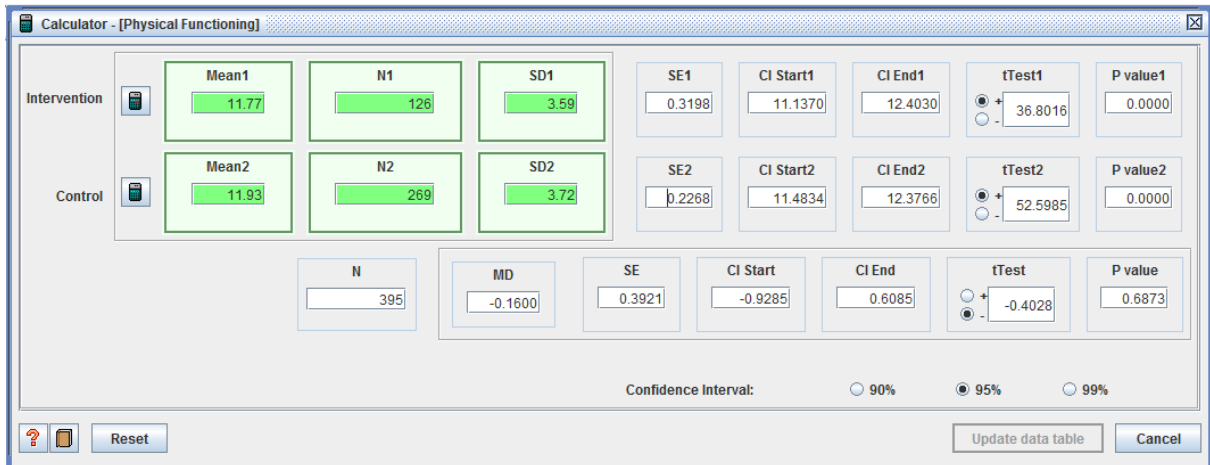 Calculator - [Physical Functioning]
Mean1 N1 SD1 SE1 CI Start1 CI End1 tTest1 P value1
Intervention 11.77 126 3.59 0.3198 11.1370 12.4030 + - 36.8016 0.0000
Mean2 N2 SD2 SE2 CI Start2 CI End2 tTest2 P value2
Control 11.93 269 3.72 0.2268 11.4834 12.3766 + - 52.5985 0.0000
N MD SE CI Start CI End tTest P value
395 -0.1600 0.3921 -0.9285 0.6085 + - -0.4028 0.6873
Confidence Interval: 90% 95% 99%
? Reset Update data table Cancel